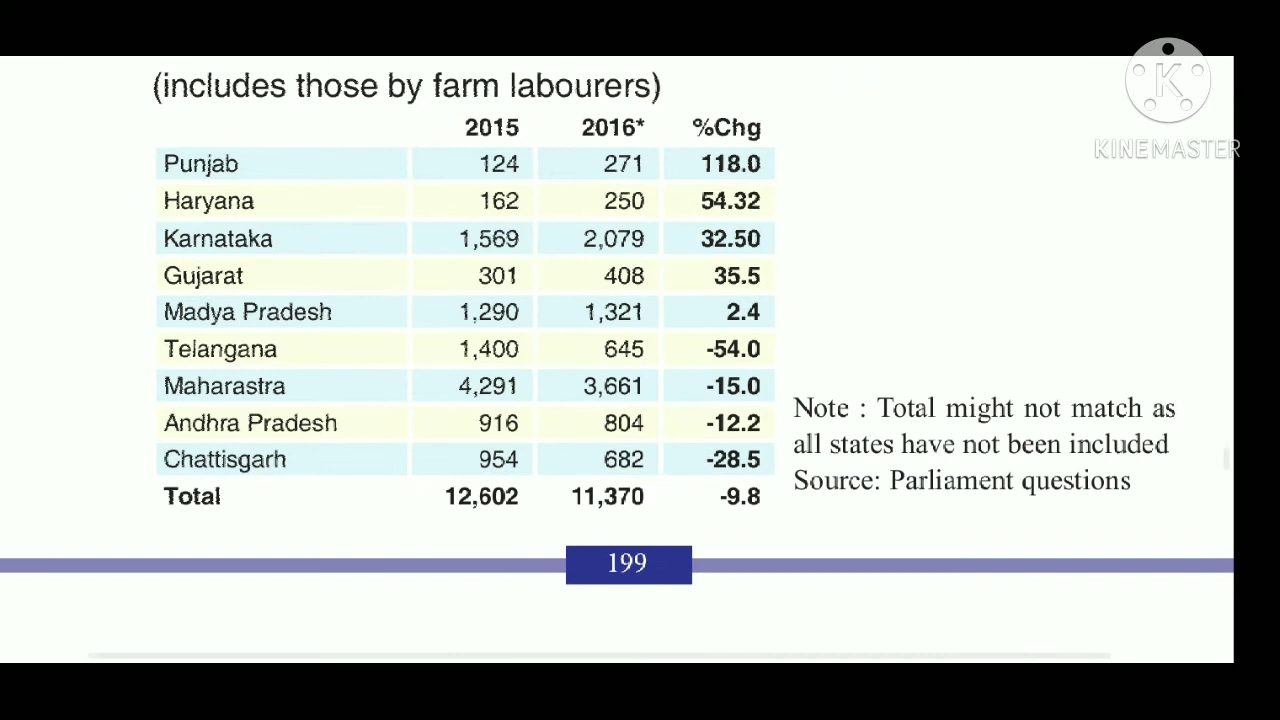 (includes those by farm labourers)
2015 2016* %Chg
Punjab 124 271 118.0
Haryana 162 250 54.32
Karnataka 1,569 2,079 32.50
Gujarat 301 408 35.5
Madya Pradesh 1,290 1,321 2.4
Telangana 1,400 645 -54.0
Maharastra 4,291 3,661 -15.0
Andhra Pradesh 916 804 -12.2
Chattisgarh 954 682 -28.5
Total 12,602 11,370 -9.8
Note : Total might not match as
all states have not been included
Source: Parliament questions
199
K
KINEMASTER